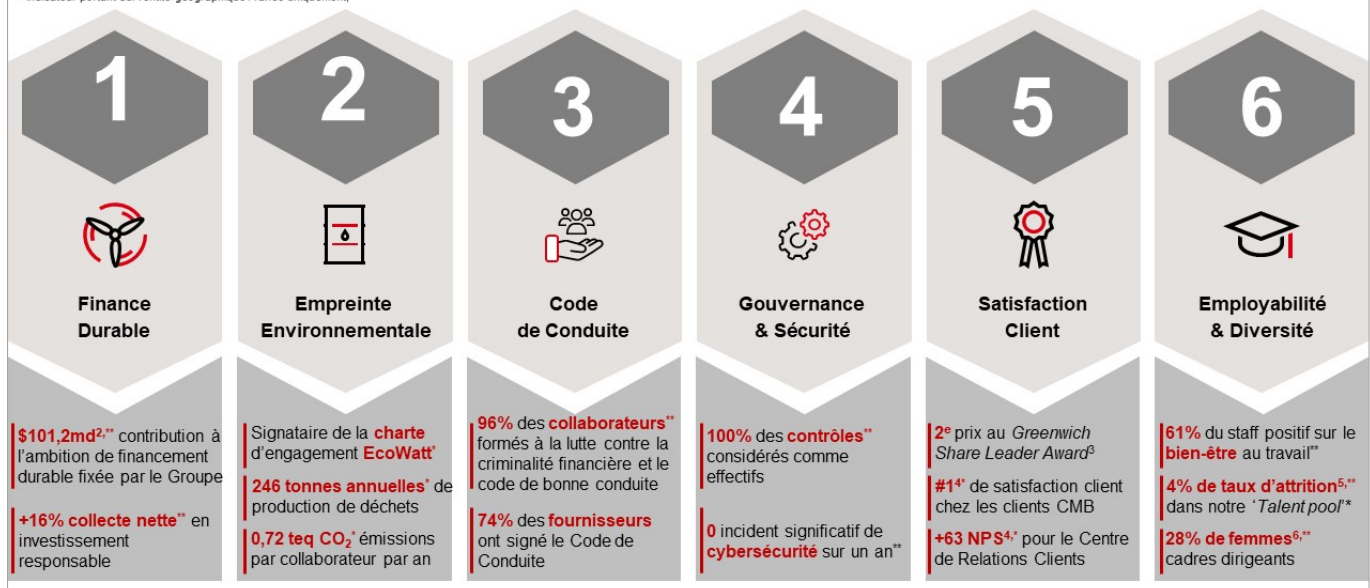 1
2
3
4
5
6
Finance
Durable
Empreinte
Environnementale
Code
de Conduite
Gouvernance
& Sécurité
Satisfaction
Client
Employabilité
& Diversité
$101,2md2,** contribution à
l'ambition de financement
durable fixée par le Groupe
+16% collecte nette** en
investissement
responsable
Signataire de la charte
d'engagement EcoWatt*
246 tonnes annuelles* de
production de déchets
0,72 teq CO2* émissions
par collaborateur par an
96% des collaborateurs**
formés à la lutte contre la
criminalité financière et le
code de bonne conduite
74% des fournisseurs
ont signé le Code de
Conduite
100% des contrôles**
considérés comme
effectifs
0 incident significatif de
cybersécurité sur un an**
2e prix au Greenwich
Share Leader Award3
#14* de satisfaction client
chez les clients CMB
+63 NPS4,* pour le Centre
de Relations Clients
61% du staff positif sur le
bien-être au travail**
4% de taux d'attrition5,**
dans notre 'Talent pool'*
28% de femmes6,**
cadres dirigeants